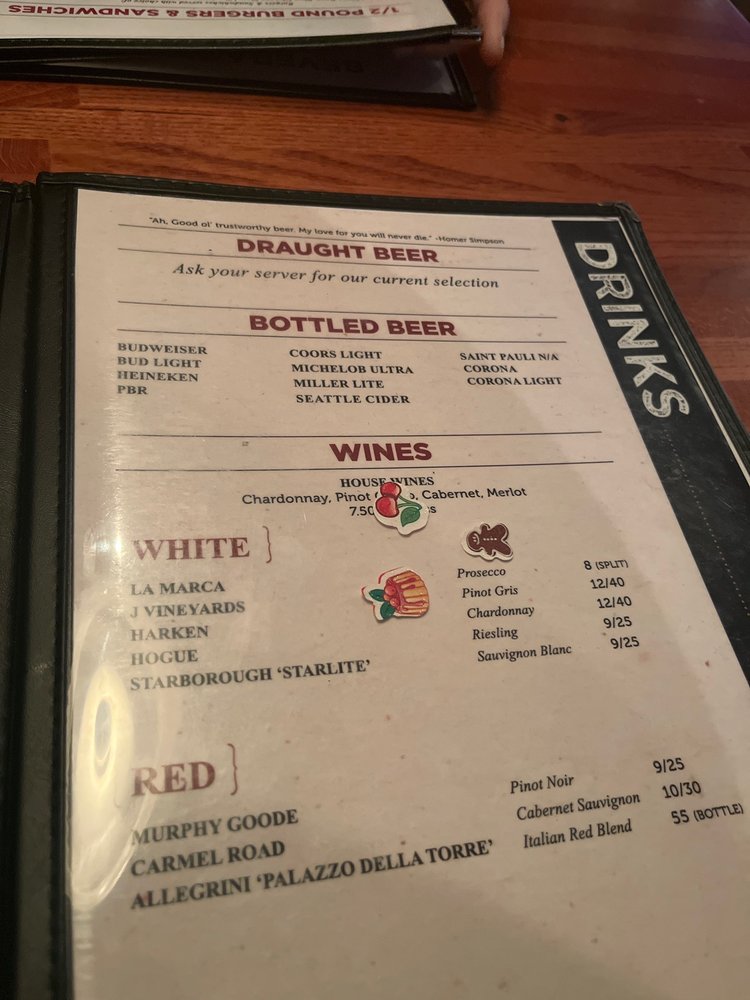 1/2 POUND BURGERS & SANDWICHES
"Ah, Good ol' trustworthy beer. My love for you will never die." -Homer Simpson
DRAUGHT BEER
Ask your server for our current selection
DRINKS
BOTTLED BEER
BUDWEISER COORS LIGHT SAINT PAULI N/A
BUD LIGHT MICHELOB ULTRA CORONA
HEINEKEN MILLER LITE CORONA LIGHT
PBR SEATTLE CIDER
WINES
HOUSE WINES
Chardonnay, Pinot Cabernet, Merlot
7.50
WHITE }
LA MARCA Prosecco 8 (SPLIT)
J VINEYARDS Pinot Gris 12/40
HARKEN Chardonnay 12/40
HOGUE Riesling 9/25
STARBOROUGH 'STARLITE' Sauvignon Blanc 9/25
RED }
MURPHY GOODE Pinot Noir 9/25
CARMEL ROAD Cabernet Sauvignon 10/30
ALLEGRINI 'PALAZZO DELLA TORRE' Italian Red Blend 55 (BOTTLE)